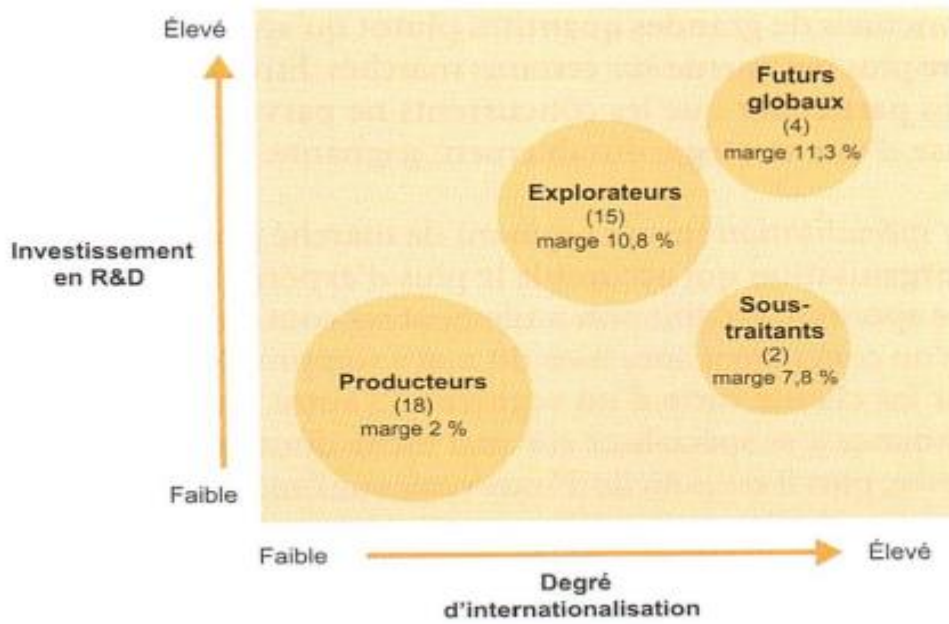 Élevé
Futurs
globaux
(4)
marge 11,3 %
Explorateurs
(15)
marge 10,8 %
Investissement
en R&D
Sous-
traitants
(2)
marge 7,8 %
Producteurs
(18)
marge 2 %
Faible
Faible
Élevé
Degré
d'internationalisation